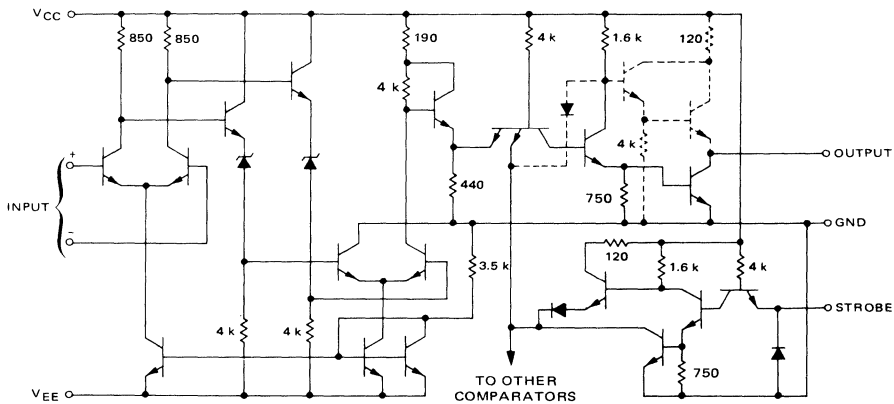 VCC
850
850
190
4 k
1.6 k
120
4 k
4 k
+
INPUT
−
440
750
OUTPUT
GND
3.5 k
120
1.6 k
4 k
STROBE
4 k
4 k
750
VEE
TO OTHER
COMPARATORS